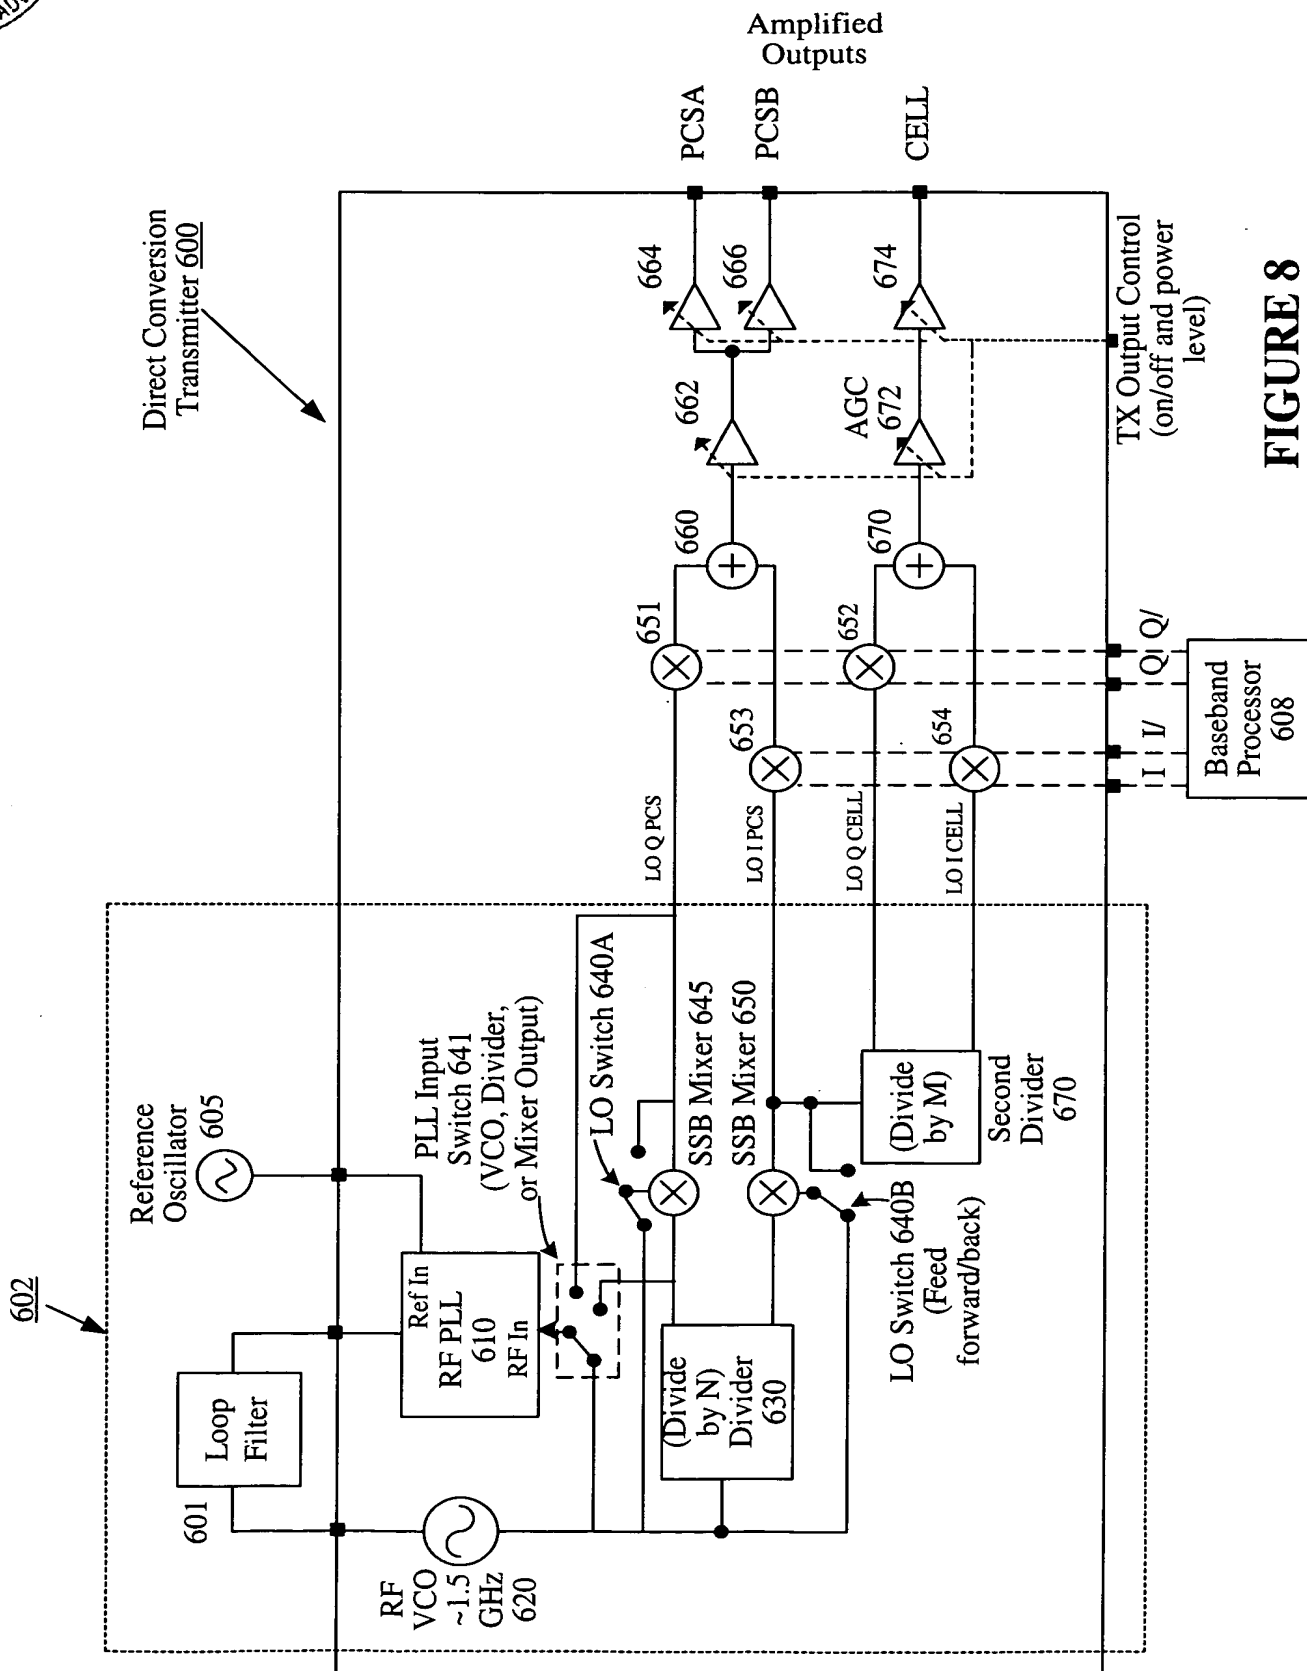 602
Reference
Oscillator 605
Direct Conversion
Transmitter 600
Amplified
Outputs
Loop
Filter
601
RF
VCO
~1.5
GHz
620
Ref In
RF PLL
610
RF In
PLL Input
Switch 641
(VCO, Divider,
or Mixer Output)
LO Switch 640A
(Divide
by N)
Divider
630
SSB Mixer 645
SSB Mixer 650
LO Switch 640B
(Feed
forward/back)
(Divide
by M)
Second
Divider
670
LO Q PCS
LO I PCS
LO Q CELL
LO I CELL
651
653
652
654
660
670
662
AGC
672
664
666
674
PCSA
PCSB
CELL
I I/ Q Q/
Baseband
Processor
608
TX Output Control
(on/off and power
level)
FIGURE 8